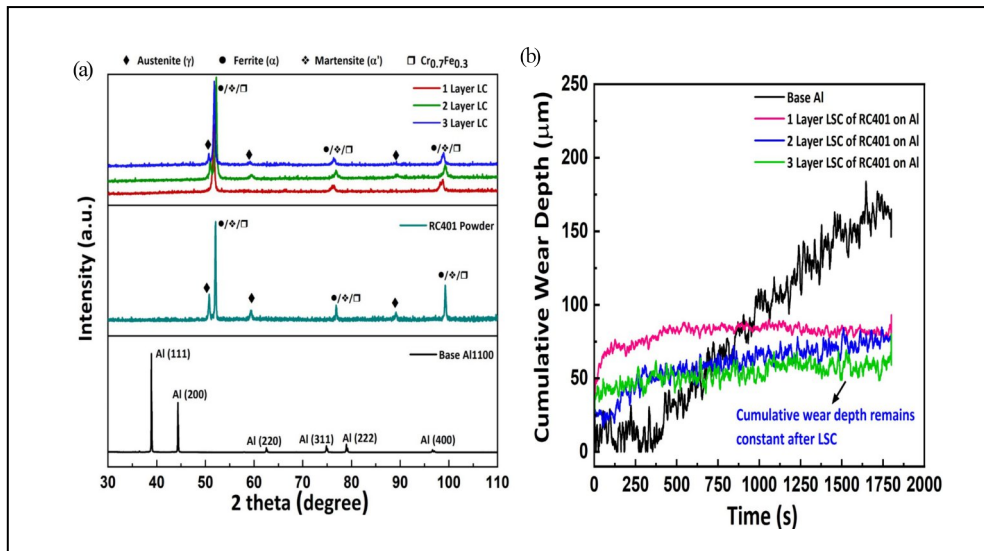 (a)
♦ Austenite (γ) ● Ferrite (α) ❖ Martensite (α') ❒ Cr0.7Fe0.3
●/❖/❒
1 Layer LC
2 Layer LC
3 Layer LC
♦
♦
●/❖/❒
♦
●/❖/❒
●/❖/❒
RC401 Powder
♦
♦
●/❖/❒
♦
●/❖/❒
Base Al1100
Al (111)
Al (200)
Al (220)
Al (311)
Al (222)
Al (400)
Intensity (a.u.)
30 40 50 60 70 80 90 100 110
2 theta (degree)
(b)
250
200
150
100
50
0
Cumulative Wear Depth (μm)
Base Al
1 Layer LSC of RC401 on Al
2 Layer LSC of RC401 on Al
3 Layer LSC of RC401 on Al
Cumulative wear depth remains
constant after LSC
0 250 500 750 1000 1250 1500 1750 2000
Time (s)